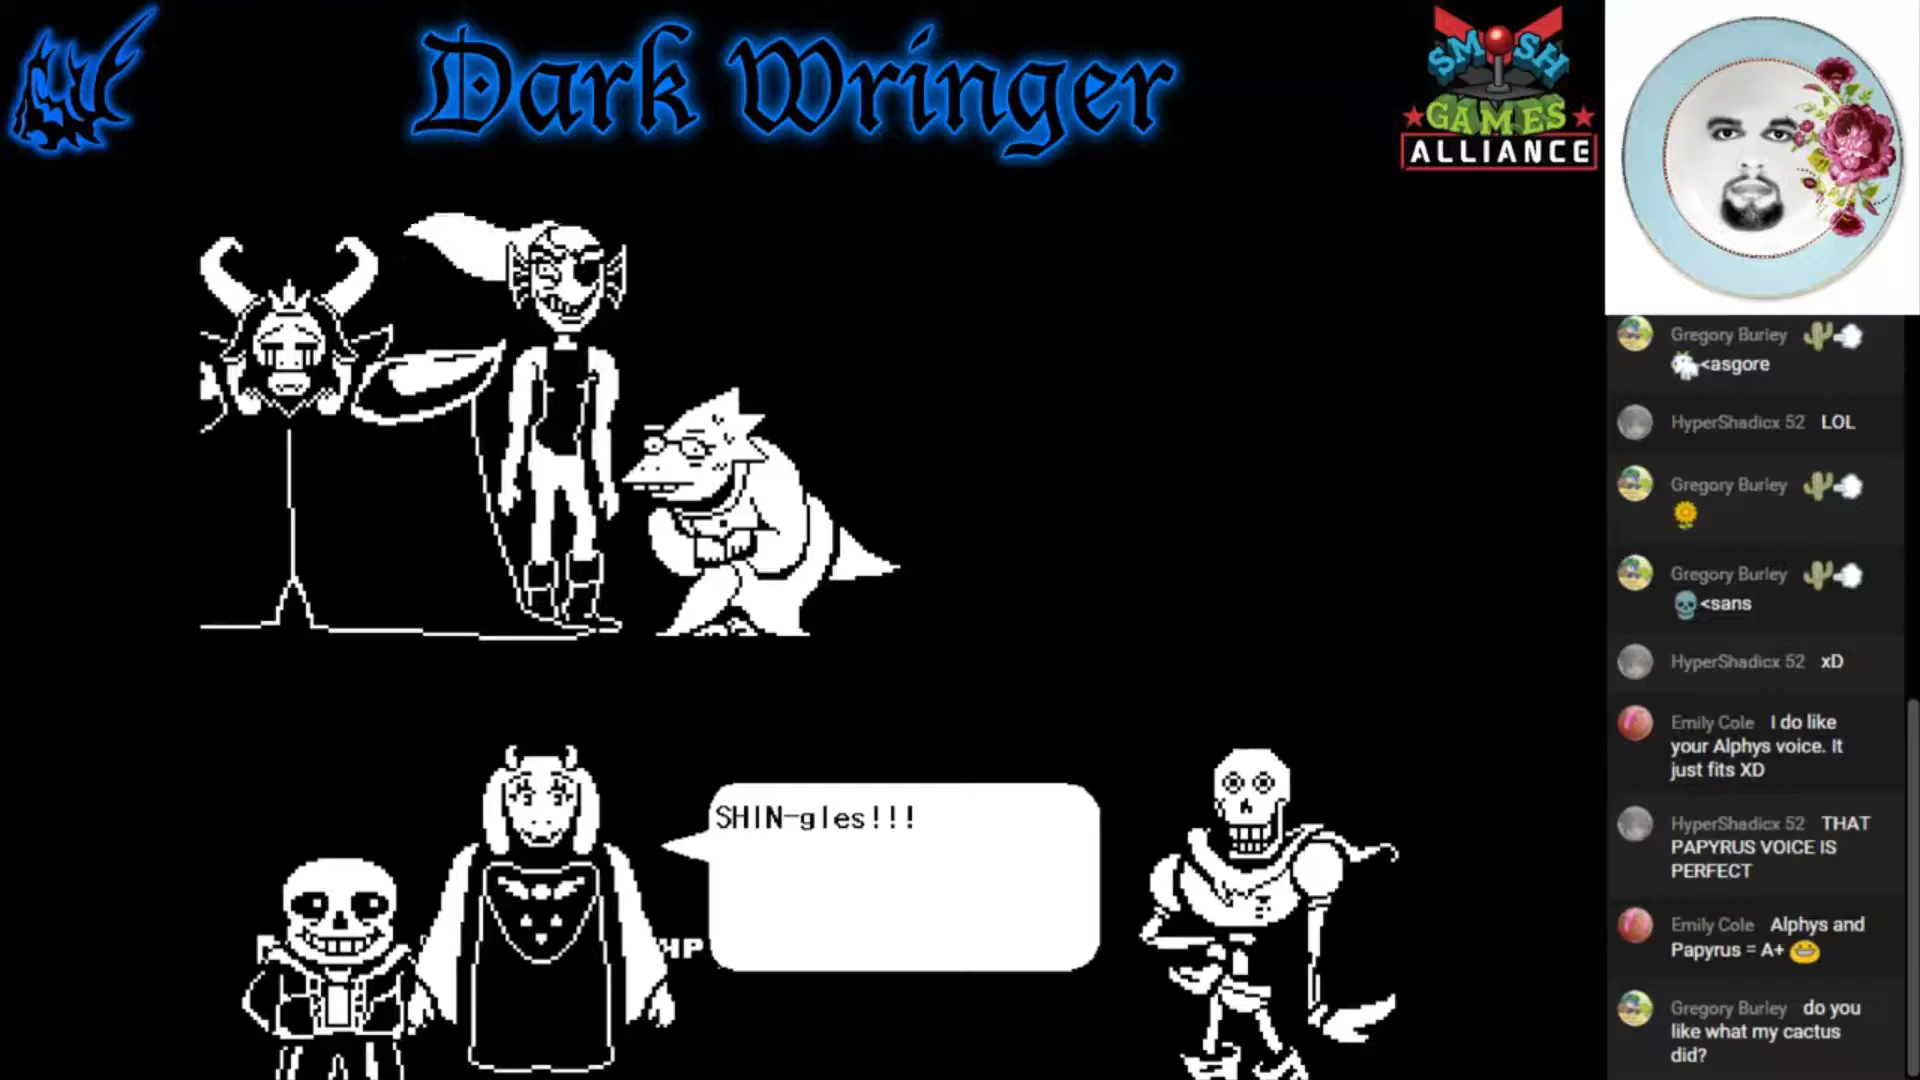 Dark Wringer
SMOSH
GAMES
ALLIANCE
SHIN-gles!!!
HP
Gregory Burley
<asgore
HyperShadicx 52 LOL
Gregory Burley
Gregory Burley
<sans
HyperShadicx 52 xD
Emily Cole I do like
your Alphys voice. It
just fits XD
HyperShadicx 52 THAT
PAPYRUS VOICE IS
PERFECT
Emily Cole Alphys and
Papyrus = A+
Gregory Burley do you
like what my cactus
did?